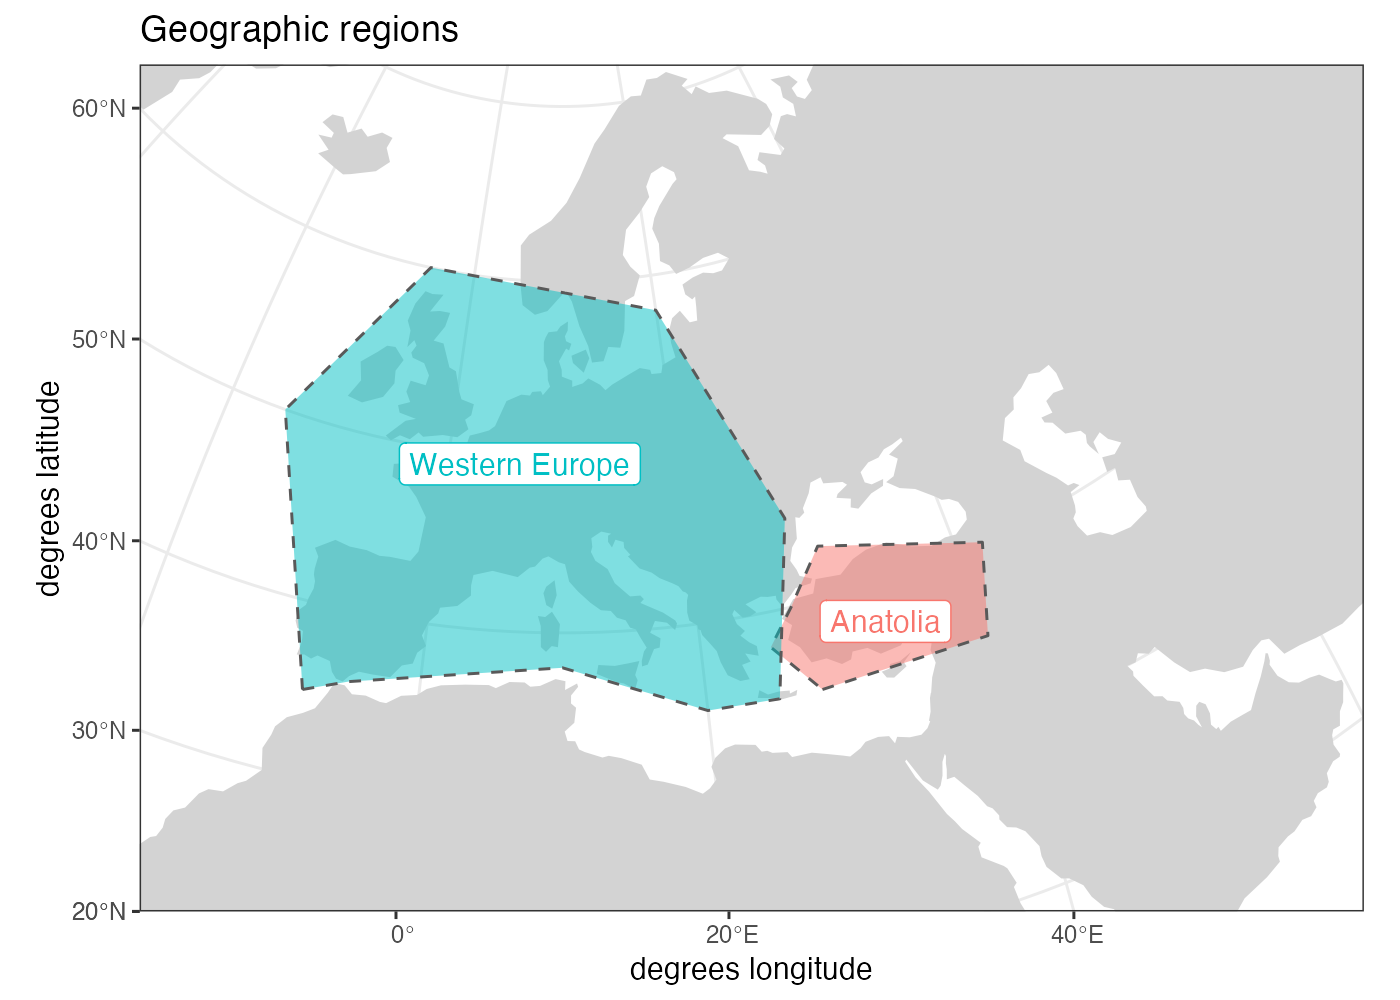 Geographic regions
60°N
50°N
40°N
30°N
20°N
degrees latitude
Western Europe
Anatolia
0°
20°E
40°E
degrees longitude